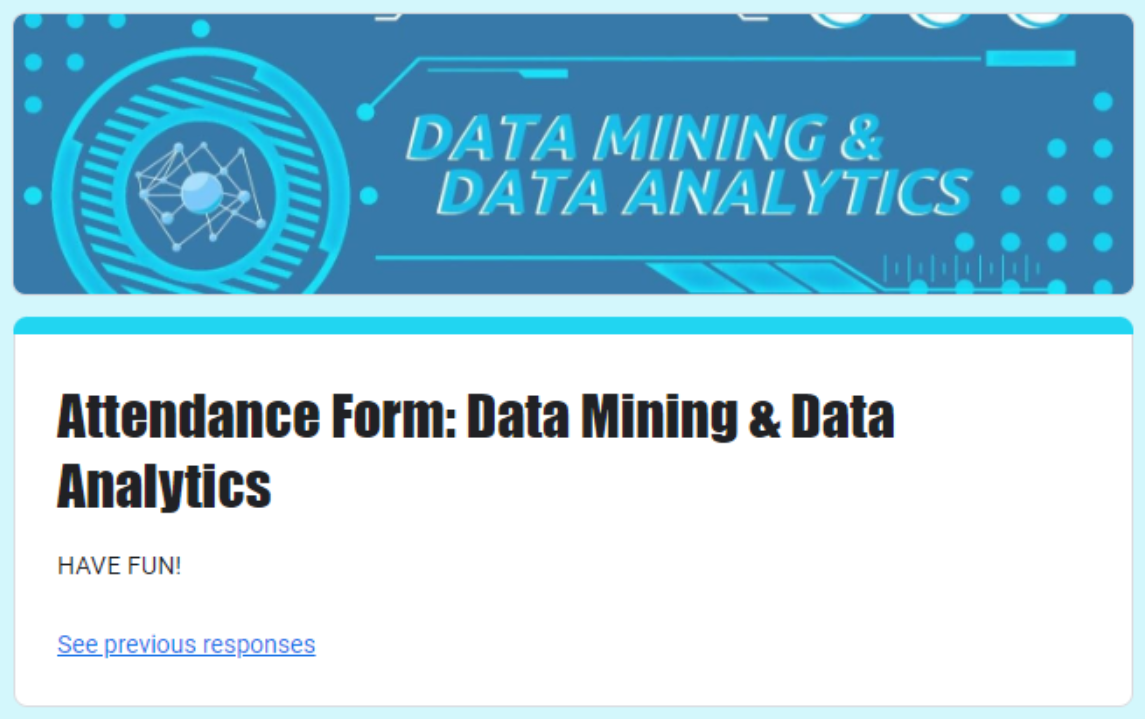 DATA MINING &
DATA ANALYTICS
Attendance Form: Data Mining & Data
Analytics
HAVE FUN!
See previous responses